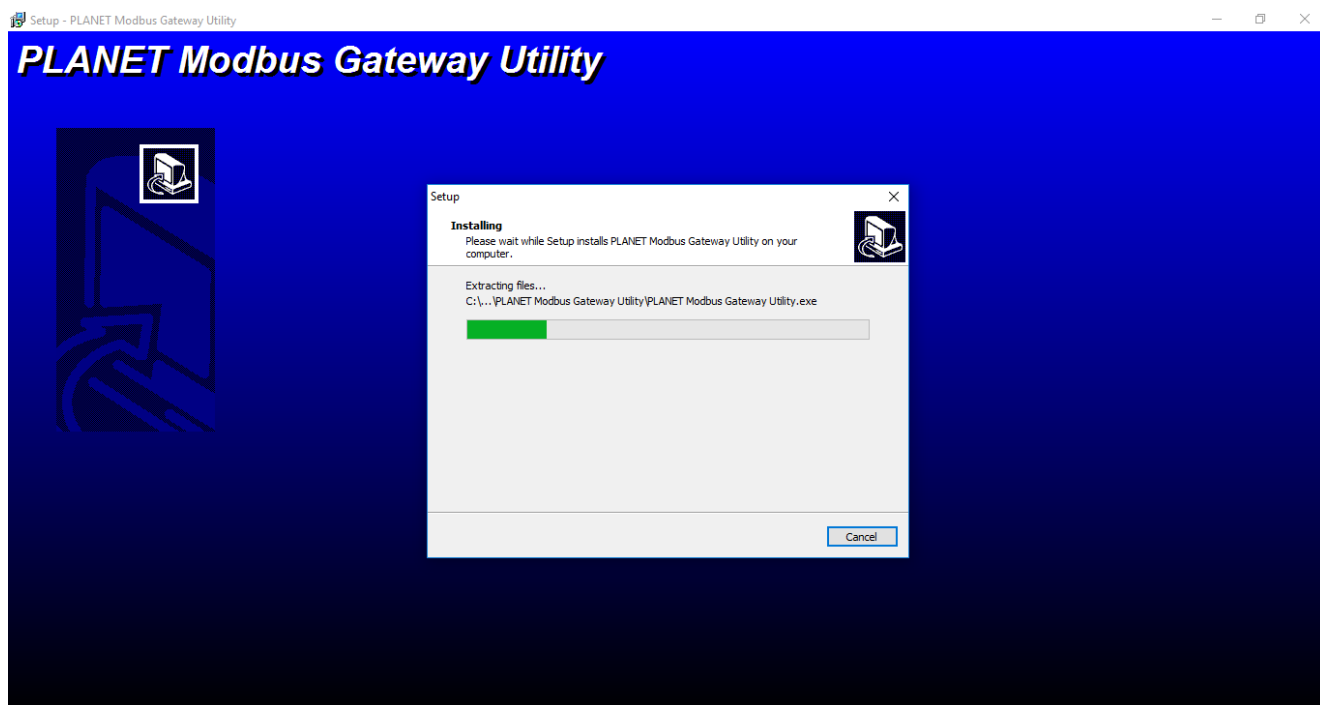 Setup - PLANET Modbus Gateway Utility
PLANET Modbus Gateway Utility
Setup
Installing
Please wait while Setup installs PLANET Modbus Gateway Utility on your
computer.
Extracting files...
C:\...\PLANET Modbus Gateway Utility\PLANET Modbus Gateway Utility.exe
Cancel